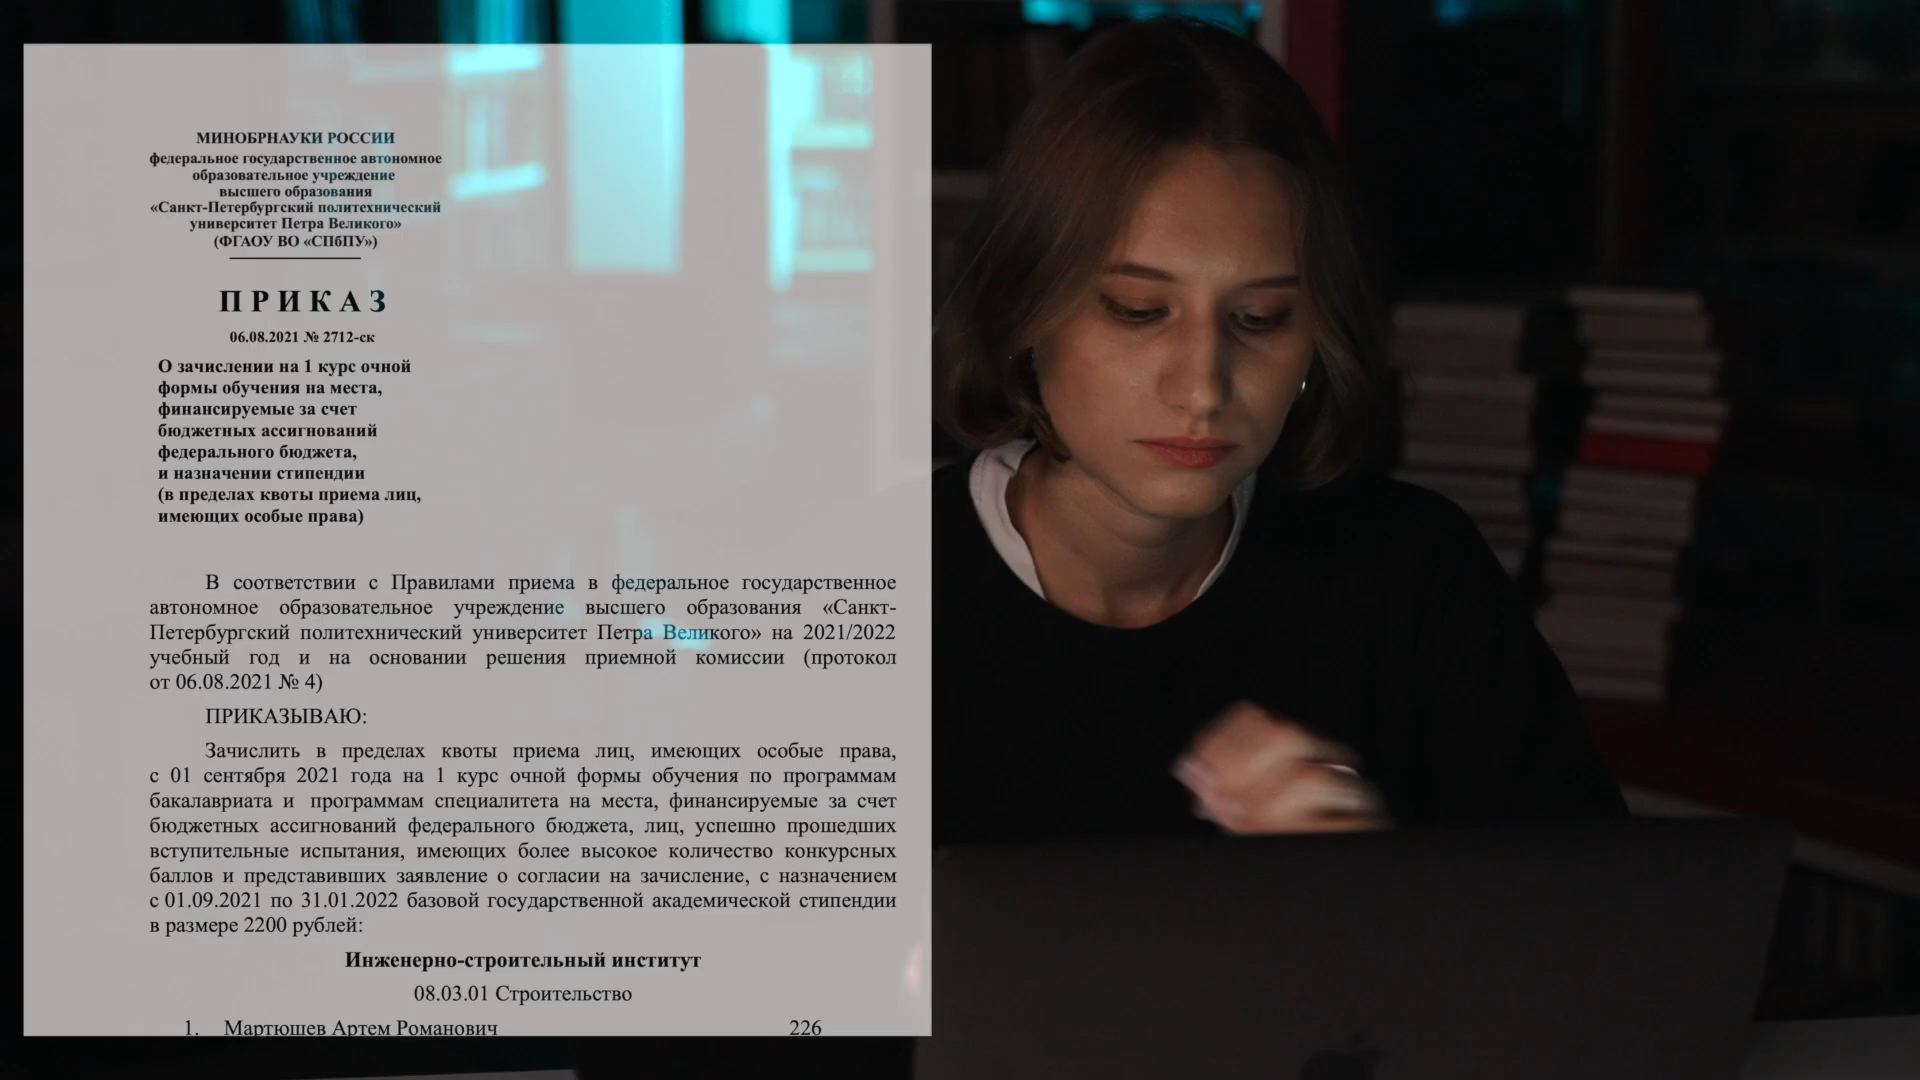 МИНОБРНАУКИ РОССИИ
федеральное государственное автономное
образовательное учреждение
высшего образования
«Санкт-Петербургский политехнический
университет Петра Великого»
(ФГАОУ ВО «СПбПУ»)
ПРИКАЗ
06.08.2021 № 2712-ск
О зачислении на 1 курс очной
формы обучения на места,
финансируемые за счет
бюджетных ассигнований
федерального бюджета,
и назначении стипендии
(в пределах квоты приема лиц,
имеющих особые права)
В соответствии с Правилами приема в федеральное государственное
автономное образовательное учреждение высшего образования «Санкт-
Петербургский политехнический университет Петра Великого» на 2021/2022
учебный год и на основании решения приемной комиссии (протокол
от 06.08.2021 № 4)
ПРИКАЗЫВАЮ:
Зачислить в пределах квоты приема лиц, имеющих особые права,
с 01 сентября 2021 года на 1 курс очной формы обучения по программам
бакалавриата и программам специалитета на места, финансируемые за счет
бюджетных ассигнований федерального бюджета, лиц, успешно прошедших
вступительные испытания, имеющих более высокое количество конкурсных
баллов и представивших заявление о согласии на зачисление, с назначением
с 01.09.2021 по 31.01.2022 базовой государственной академической стипендии
в размере 2200 рублей:
Инженерно-строительный институт
08.03.01 Строительство
1. Мартюшев Артем Романович 226